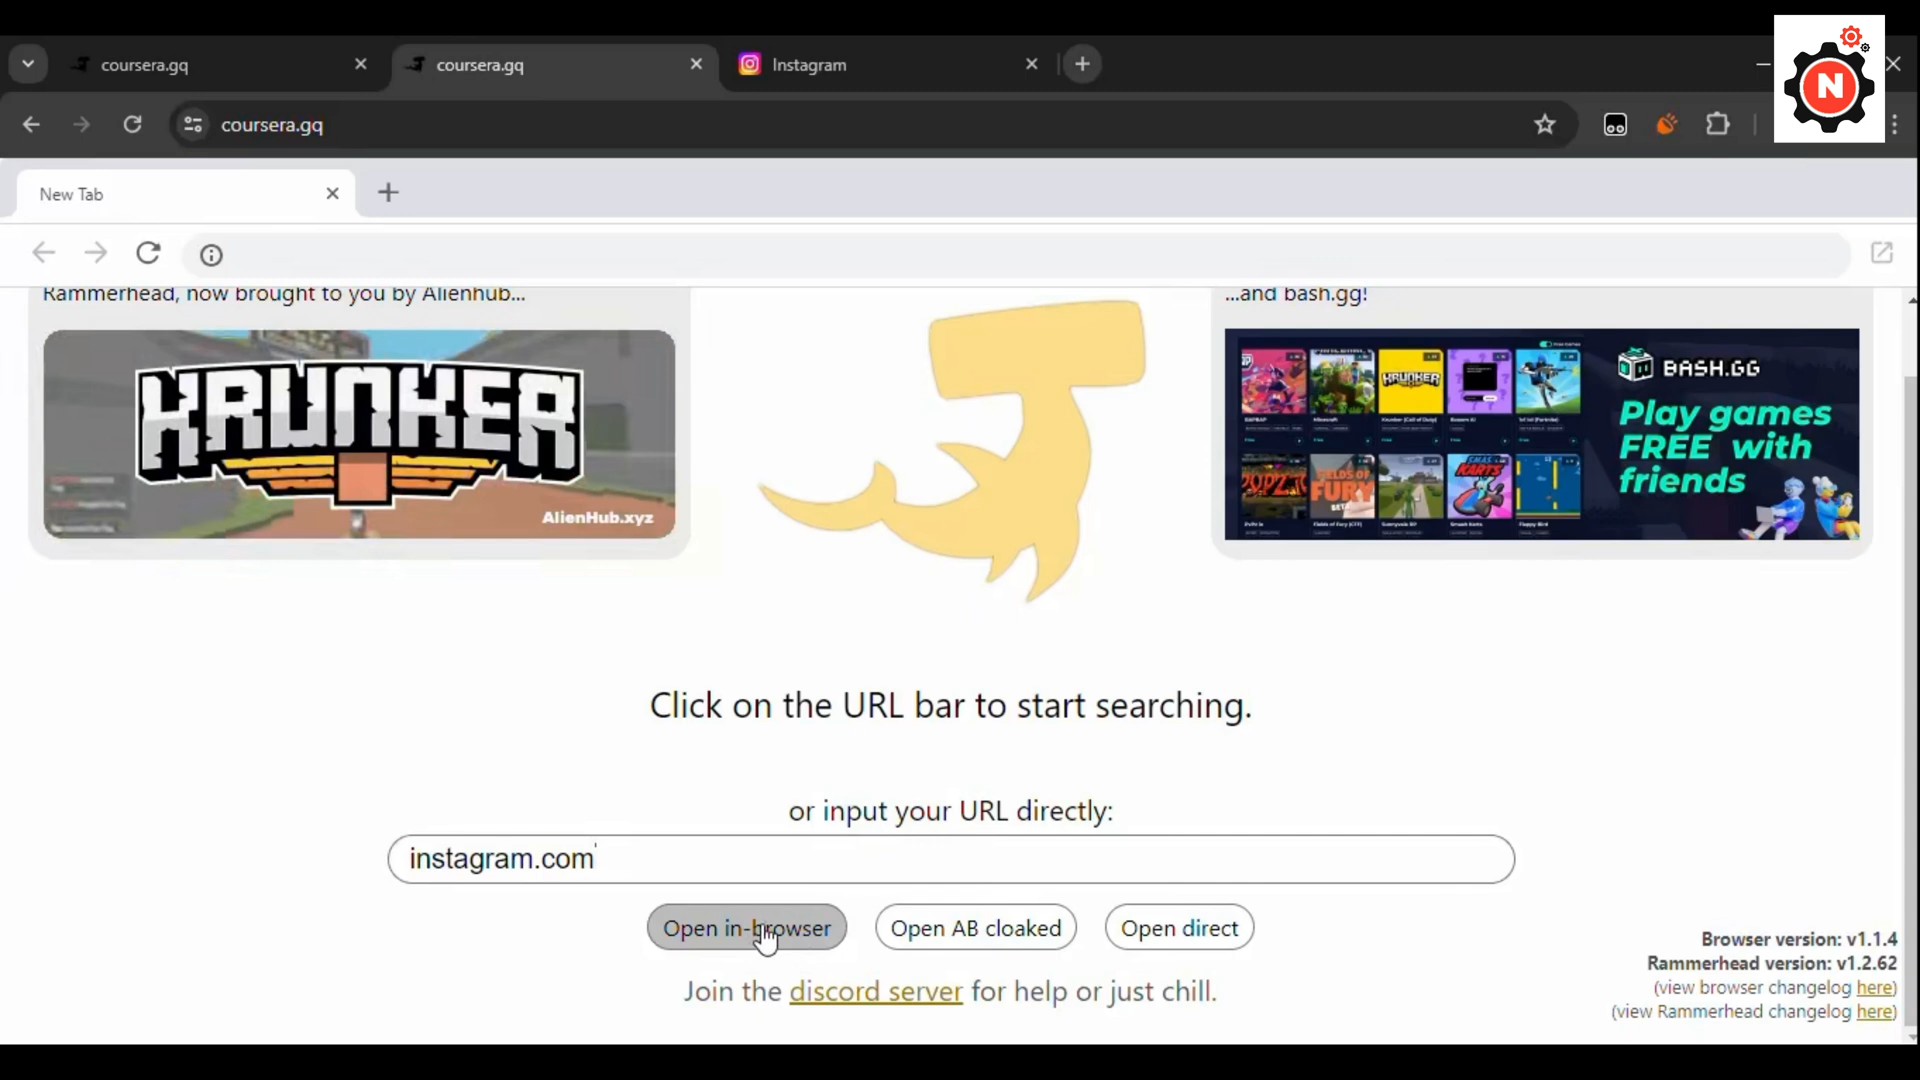 coursera.gq
coursera.gq
Instagram
N
coursera.gq
New Tab
Rammerhead, now brought to you by Alienhub...
...and bash.gg!
KRUNKER
AlienHub.xyz
BASH.GG
Play games
FREE with
friends
Click on the URL bar to start searching.
or input your URL directly:
instagram.com'
Open in-browser
Open AB cloaked
Open direct
Join the discord server for help or just chill.
Browser version: v1.1.4
Rammerhead version: v1.2.62
(view browser changelog here)
(view Rammerhead changelog here)